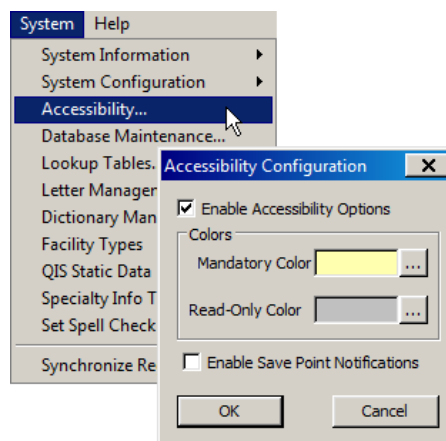 System Help
System Information
System Configuration
Accessibility...
Database Maintenance...
Lookup Tables.
Letter Manager
Dictionary Man
Facility Types
QIS Static Data
Specialty Info T
Set Spell Check
Synchronize Re
Accessibility Configuration
Enable Accessibility Options
Colors
Mandatory Color ...
Read-Only Color ...
Enable Save Point Notifications
OK Cancel